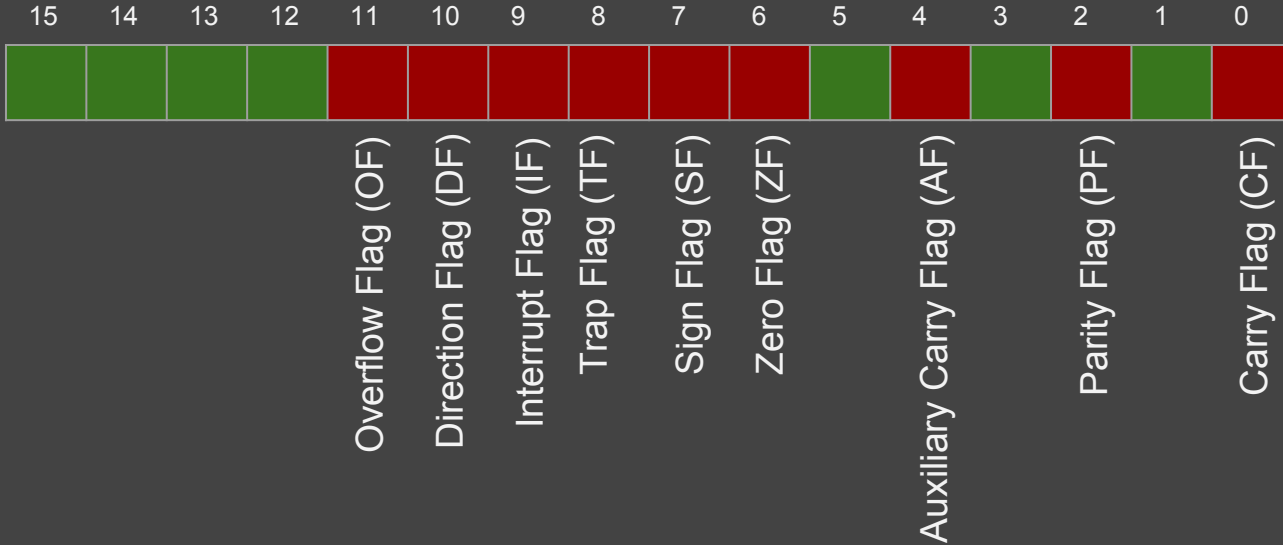 15 14 13 12 11 10 9 8 7 6 5 4 3 2 1 0
Overflow Flag (OF)
Direction Flag (DF)
Interrupt Flag (IF)
Trap Flag (TF)
Sign Flag (SF)
Zero Flag (ZF)
Auxiliary Carry Flag (AF)
Parity Flag (PF)
Carry Flag (CF)